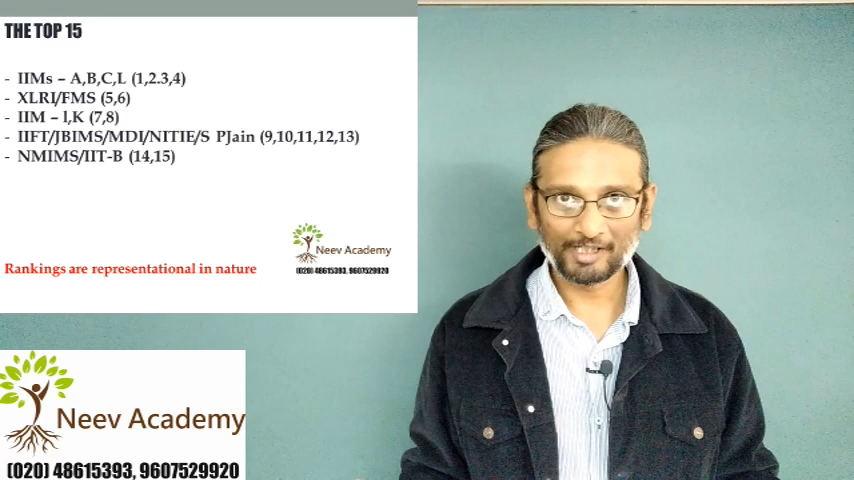 THE TOP 15
- IIMs – A,B,C,L (1,2.3,4)
- XLRI/FMS (5,6)
- IIM – I,K (7,8)
- IIFT/JBIMS/MDI/NITIE/S PJain (9,10,11,12,13)
- NMIMS/IIT-B (14,15)
Neev Academy
(020) 48615393, 9607529920
Rankings are representational in nature
Neev Academy
(020) 48615393, 9607529920